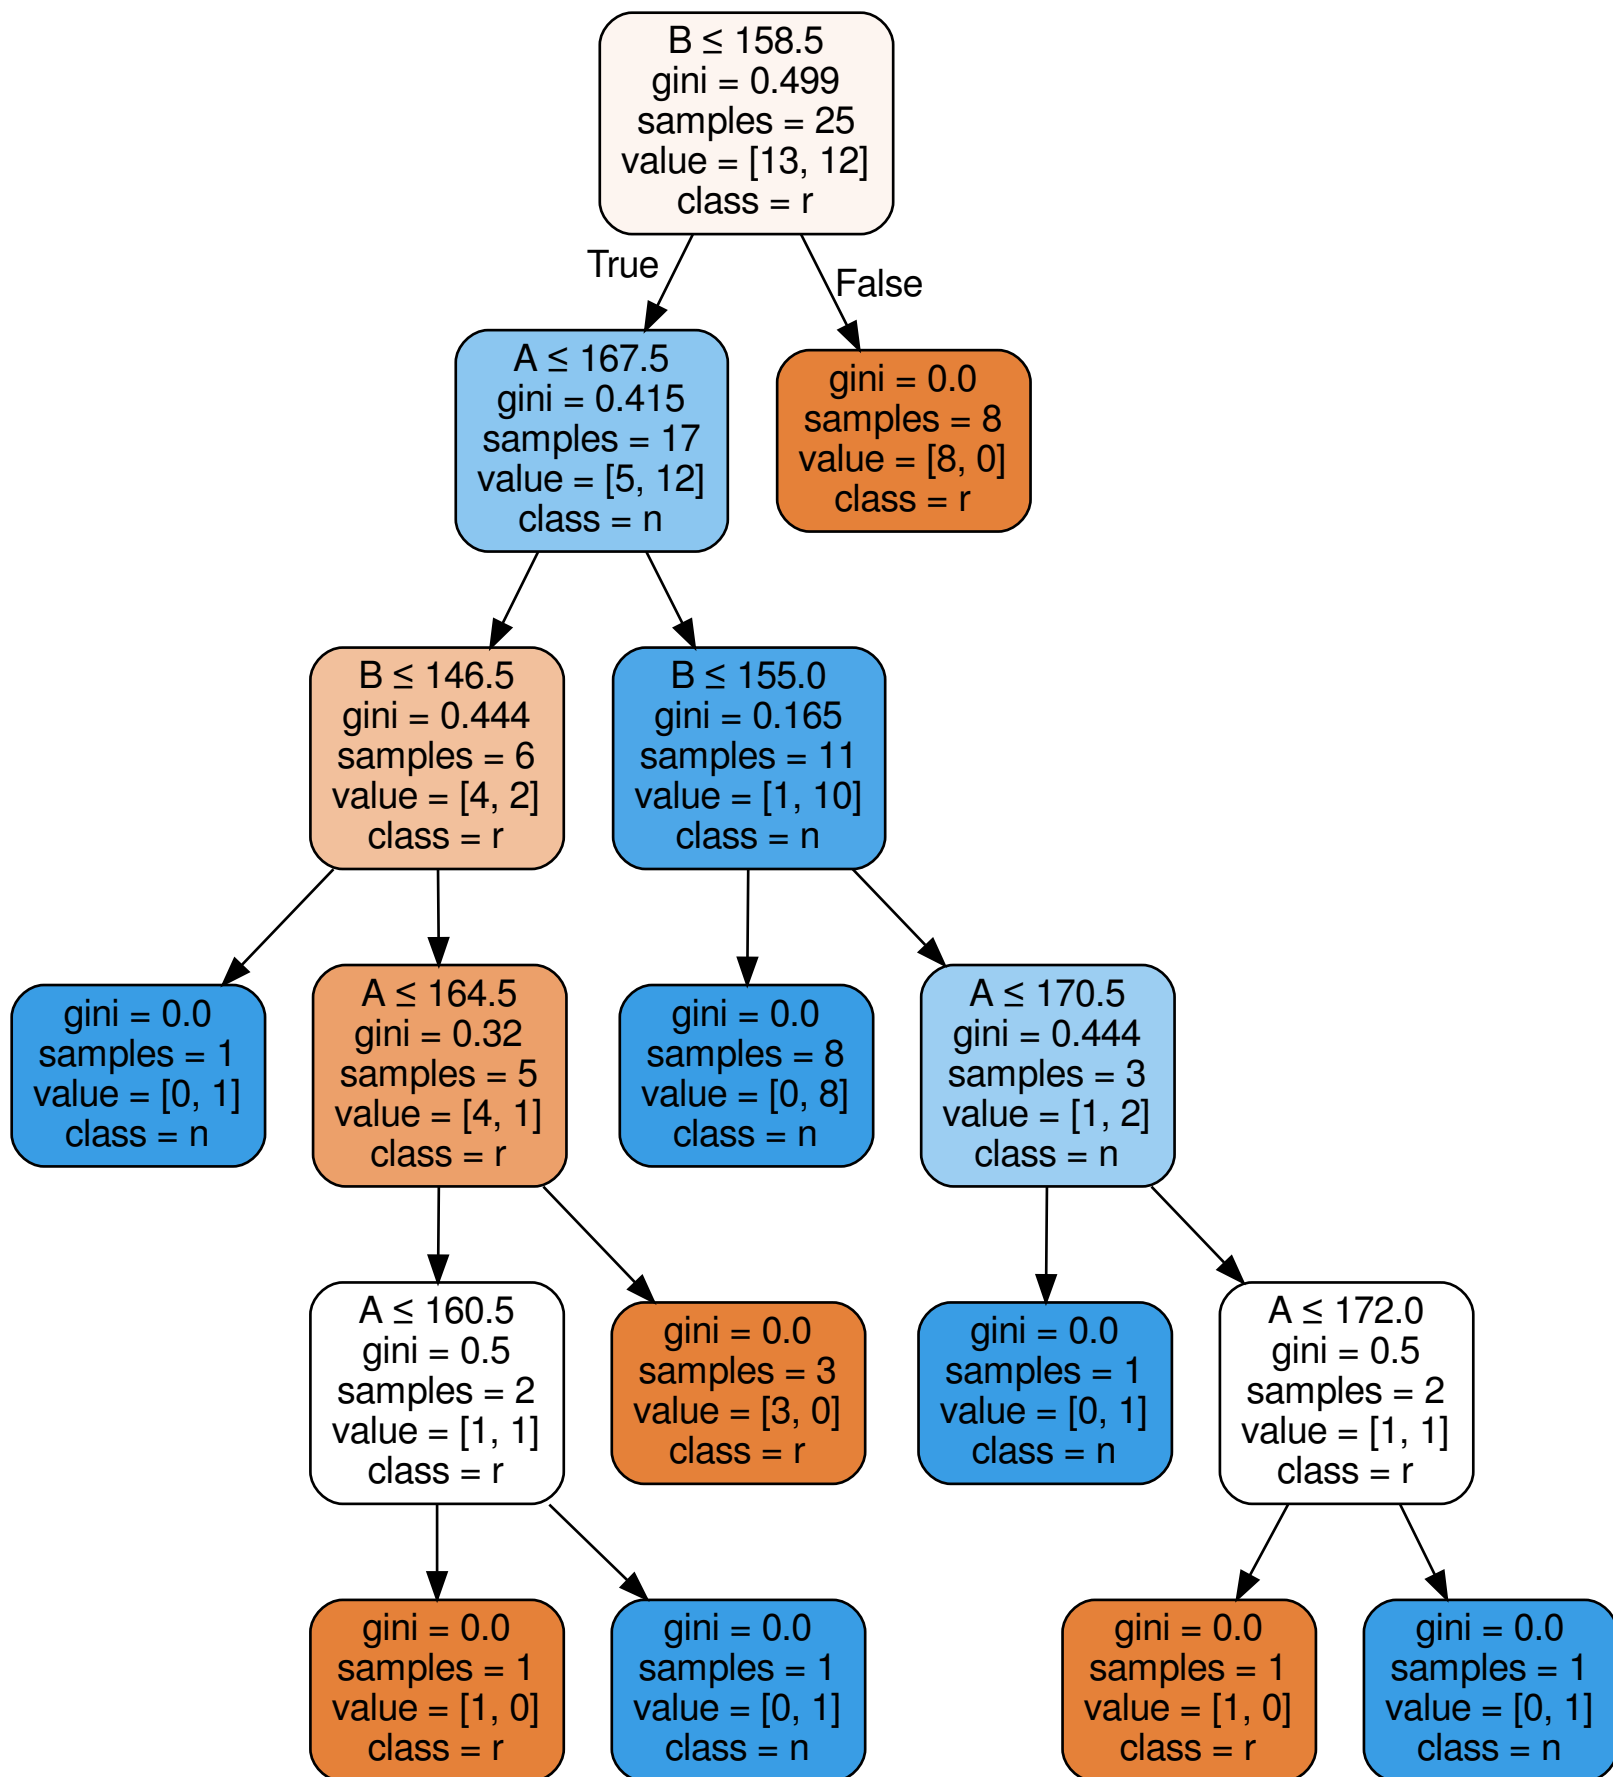 B ≤ 158.5
gini = 0.499
samples = 25
value = [13, 12]
class = r
True
False
A ≤ 167.5
gini = 0.415
samples = 17
value = [5, 12]
class = n
gini = 0.0
samples = 8
value = [8, 0]
class = r
B ≤ 146.5
gini = 0.444
samples = 6
value = [4, 2]
class = r
B ≤ 155.0
gini = 0.165
samples = 11
value = [1, 10]
class = n
gini = 0.0
samples = 1
value = [0, 1]
class = n
A ≤ 164.5
gini = 0.32
samples = 5
value = [4, 1]
class = r
gini = 0.0
samples = 8
value = [0, 8]
class = n
A ≤ 170.5
gini = 0.444
samples = 3
value = [1, 2]
class = n
A ≤ 160.5
gini = 0.5
samples = 2
value = [1, 1]
class = r
gini = 0.0
samples = 3
value = [3, 0]
class = r
gini = 0.0
samples = 1
value = [0, 1]
class = n
A ≤ 172.0
gini = 0.5
samples = 2
value = [1, 1]
class = r
gini = 0.0
samples = 1
value = [1, 0]
class = r
gini = 0.0
samples = 1
value = [0, 1]
class = n
gini = 0.0
samples = 1
value = [1, 0]
class = r
gini = 0.0
samples = 1
value = [0, 1]
class = n